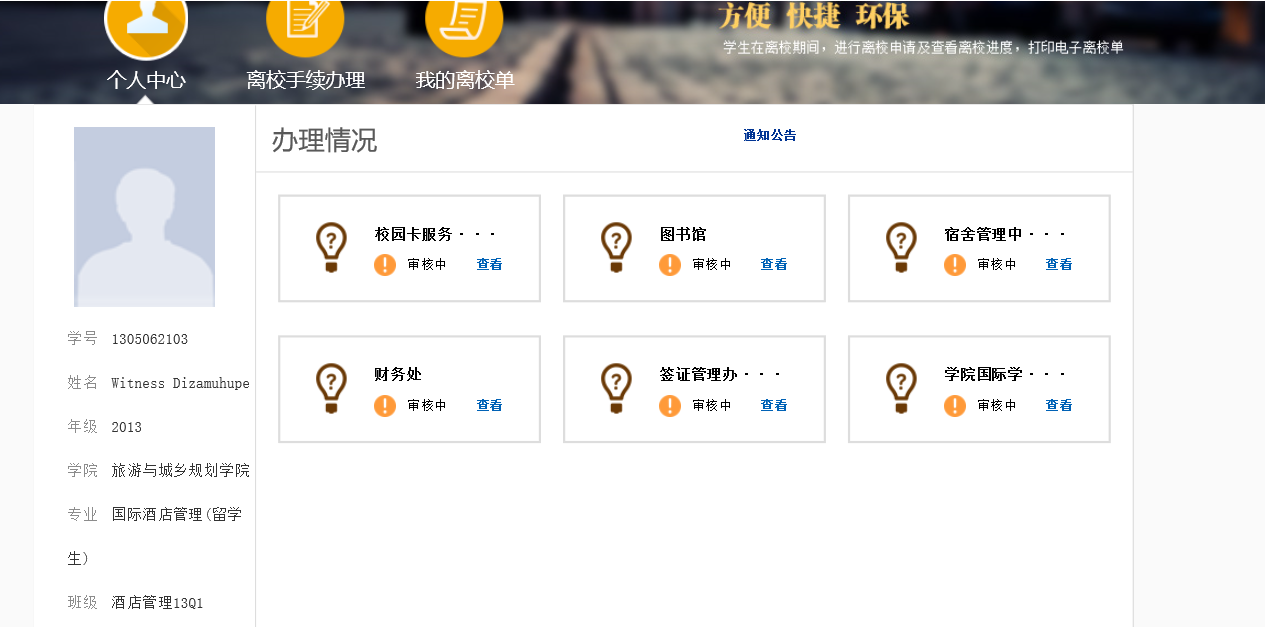 方便 快捷 环保
学生在离校期间，进行离校申请及查看离校进度，打印电子离校单
个人中心 离校手续办理 我的离校单
办理情况 通知公告
校园卡服务··· 图书馆 宿舍管理中···
审核中 查看 审核中 查看 审核中 查看
财务处 签证管理办··· 学院国际学···
审核中 查看 审核中 查看 审核中 查看
学号 1305062103
姓名 Witness Dizamuhupe
年级 2013
学院 旅游与城乡规划学院
专业 国际酒店管理(留学
生)
班级 酒店管理13Q1